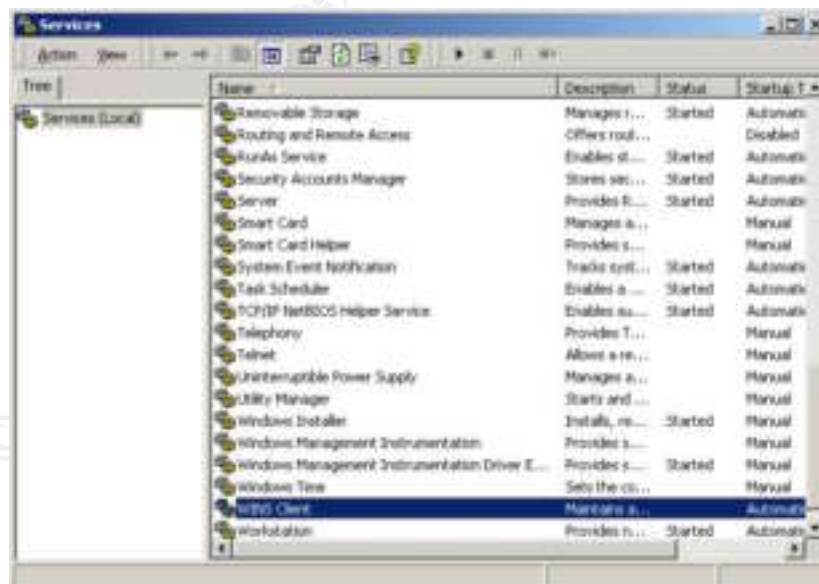 Services
Action View
Tree
Name Description Status Startup T
Services (Local)
Removable Storage Manages r... Started Automatic
Routing and Remote Access Offers rout... Disabled
RunAs Service Enables st... Started Automatic
Security Accounts Manager Stores sec... Started Automatic
Server Provides R... Started Automatic
Smart Card Manages a... Manual
Smart Card Helper Provides s... Manual
System Event Notification Tracks syst... Started Automatic
Task Scheduler Enables a ... Started Automatic
TCP/IP NetBIOS Helper Service Enables su... Started Automatic
Telephony Provides T... Manual
Telnet Allows a re... Manual
Uninterruptible Power Supply Manages a... Manual
Utility Manager Starts and ... Manual
Windows Installer Installs, re... Started Manual
Windows Management Instrumentation Provides s... Manual
Windows Management Instrumentation Driver E... Provides s... Started Manual
Windows Time Sets the co... Manual
WINS Client Maintains a... Automatic
Workstation Provides n... Started Automatic